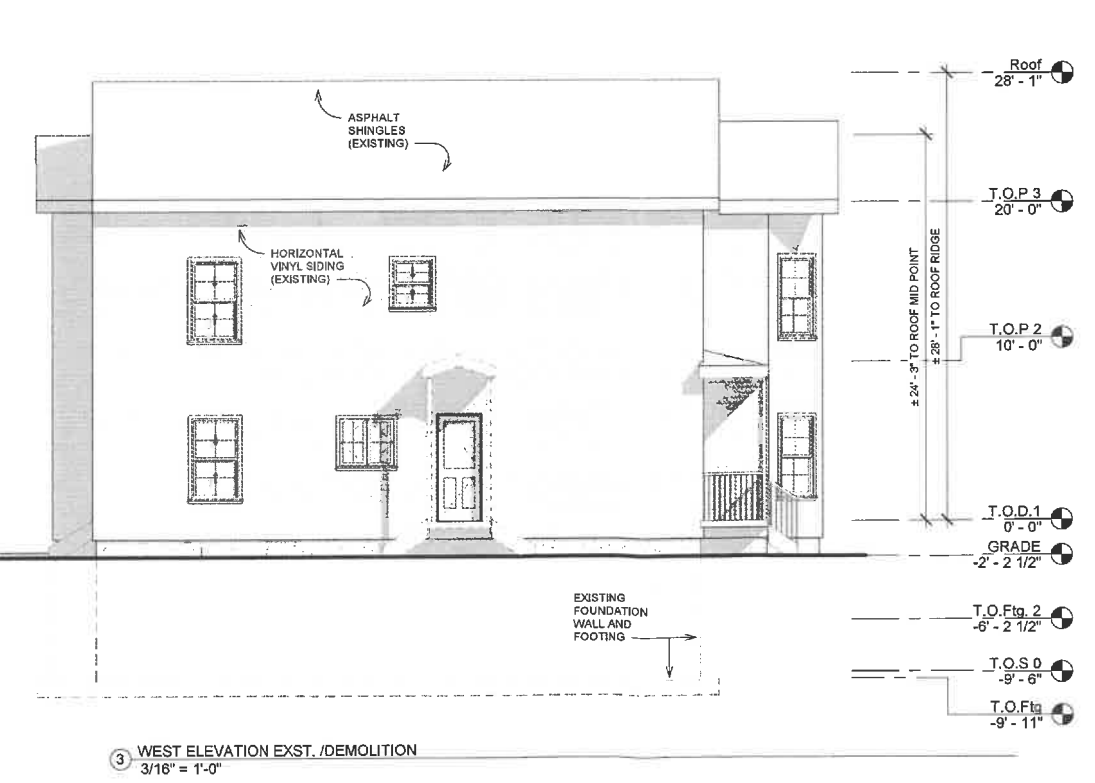 Roof
28' - 1"
ASPHALT
SHINGLES
(EXISTING)
T.O.P 3
20' - 0"
HORIZONTAL
VINYL SIDING
(EXISTING)
± 24' - 3" TO ROOF MID POINT
± 28' - 1" TO ROOF RIDGE
T.O.P 2
10' - 0"
T.O.D.1
0' - 0"
GRADE
-2' - 2 1/2"
EXISTING
FOUNDATION
WALL AND
FOOTING
T.O.Ftg. 2
-6' - 2 1/2"
T.O.S 0
-9' - 6"
T.O.Ftg
-9' - 11"
3 WEST ELEVATION EXST. /DEMOLITION
3/16" = 1'-0"